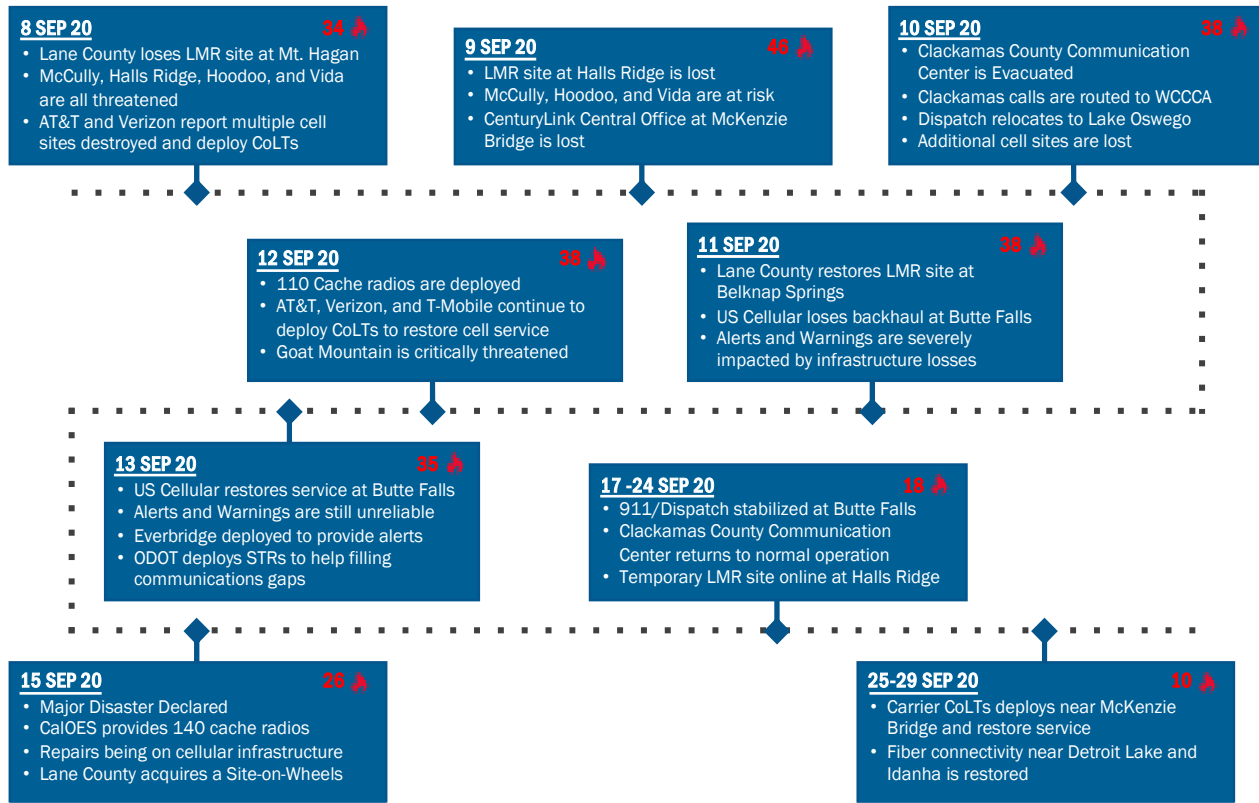 8 SEP 20 34
• Lane County loses LMR site at Mt. Hagan
• McCully, Halls Ridge, Hoodoo, and Vida
are all threatened
• AT&T and Verizon report multiple cell
sites destroyed and deploy CoLTs
9 SEP 20 46
• LMR site at Halls Ridge is lost
• McCully, Hoodoo, and Vida are at risk
• CenturyLink Central Office at McKenzie
Bridge is lost
10 SEP 20 38
• Clackamas County Communication
Center is Evacuated
• Clackamas calls are routed to WCCCA
• Dispatch relocates to Lake Oswego
• Additional cell sites are lost
11 SEP 20 38
• Lane County restores LMR site at
Belknap Springs
• US Cellular loses backhaul at Butte Falls
• Alerts and Warnings are severely
impacted by infrastructure losses
12 SEP 20 36
• 110 Cache radios are deployed
• AT&T, Verizon, and T-Mobile continue to
deploy CoLTs to restore cell service
• Goat Mountain is critically threatened
13 SEP 20 35
• US Cellular restores service at Butte Falls
• Alerts and Warnings are still unreliable
• Everbridge deployed to provide alerts
• ODOT deploys STRs to help filling
communications gaps
15 SEP 20 26
• Major Disaster Declared
• CalOES provides 140 cache radios
• Repairs being on cellular infrastructure
• Lane County acquires a Site-on-Wheels
17 -24 SEP 20 18
• 911/Dispatch stabilized at Butte Falls
• Clackamas County Communication
Center returns to normal operation
• Temporary LMR site online at Halls Ridge
25-29 SEP 20 10
• Carrier CoLTs deploys near McKenzie
Bridge and restore service
• Fiber connectivity near Detroit Lake and
Idanha is restored